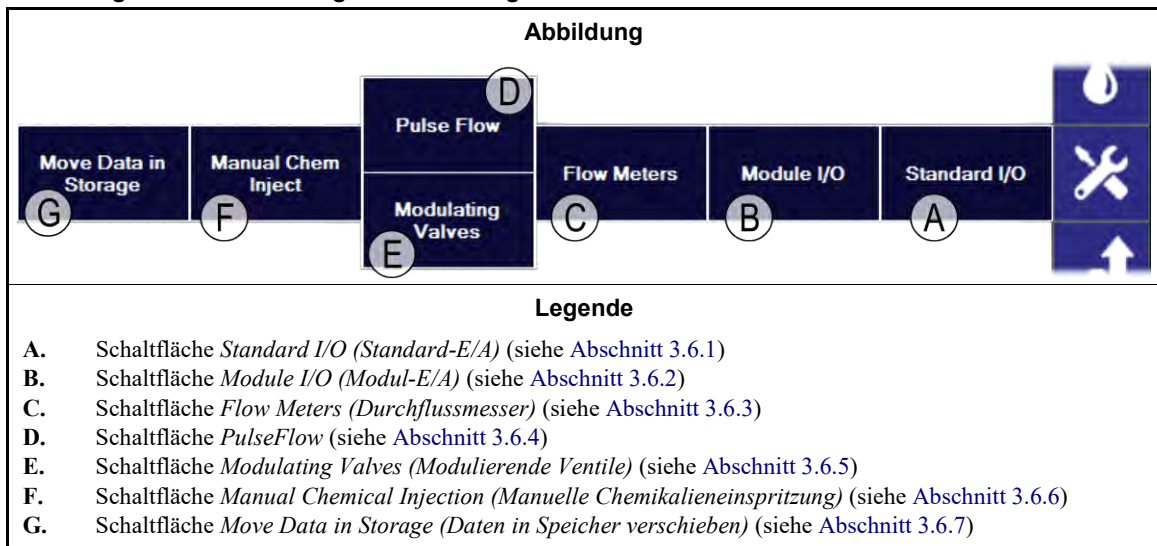 Abbildung
D
Pulse Flow
Move Data in
Storage
G
Manual Chem
Inject
F
Modulating
Valves
E
Flow Meters
C
Module I/O
B
Standard I/O
A
Legende
A. Schaltfläche Standard I/O (Standard-E/A) (siehe Abschnitt 3.6.1)
B. Schaltfläche Module I/O (Modul-E/A) (siehe Abschnitt 3.6.2)
C. Schaltfläche Flow Meters (Durchflussmesser) (siehe Abschnitt 3.6.3)
D. Schaltfläche PulseFlow (siehe Abschnitt 3.6.4)
E. Schaltfläche Modulating Valves (Modulierende Ventile) (siehe Abschnitt 3.6.5)
F. Schaltfläche Manual Chemical Injection (Manuelle Chemikalieneinspritzung) (siehe Abschnitt 3.6.6)
G. Schaltfläche Move Data in Storage (Daten in Speicher verschieben) (siehe Abschnitt 3.6.7)